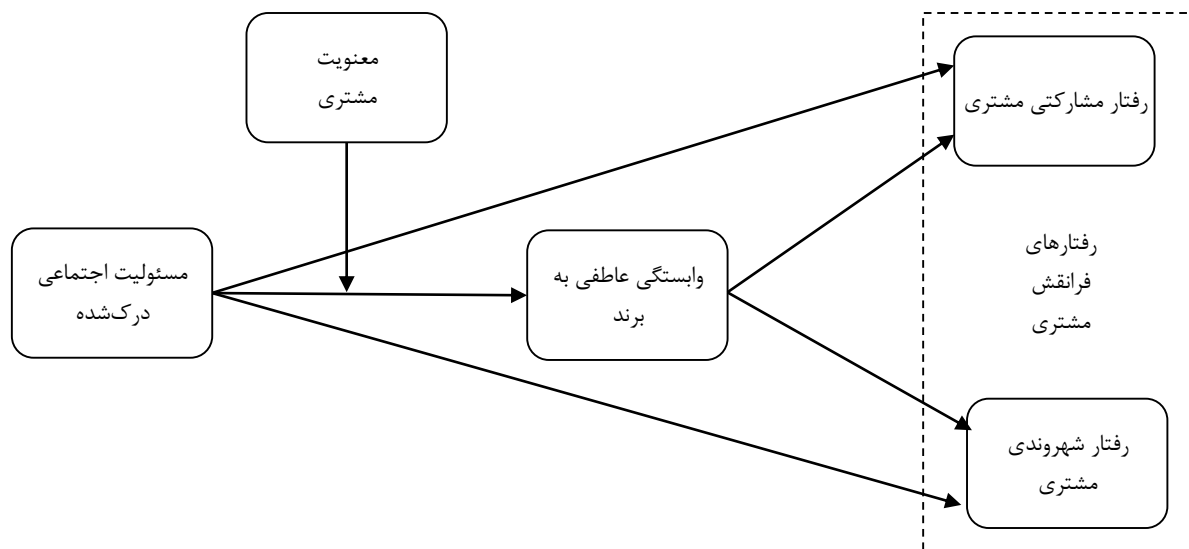 معنویت
مشتری
رفتار مشارکتی مشتری
مسئولیت اجتماعی
درک‌شده
وابستگی عاطفی به
برند
رفتارهای
فرانقش
مشتری
رفتار شهروندی
مشتری